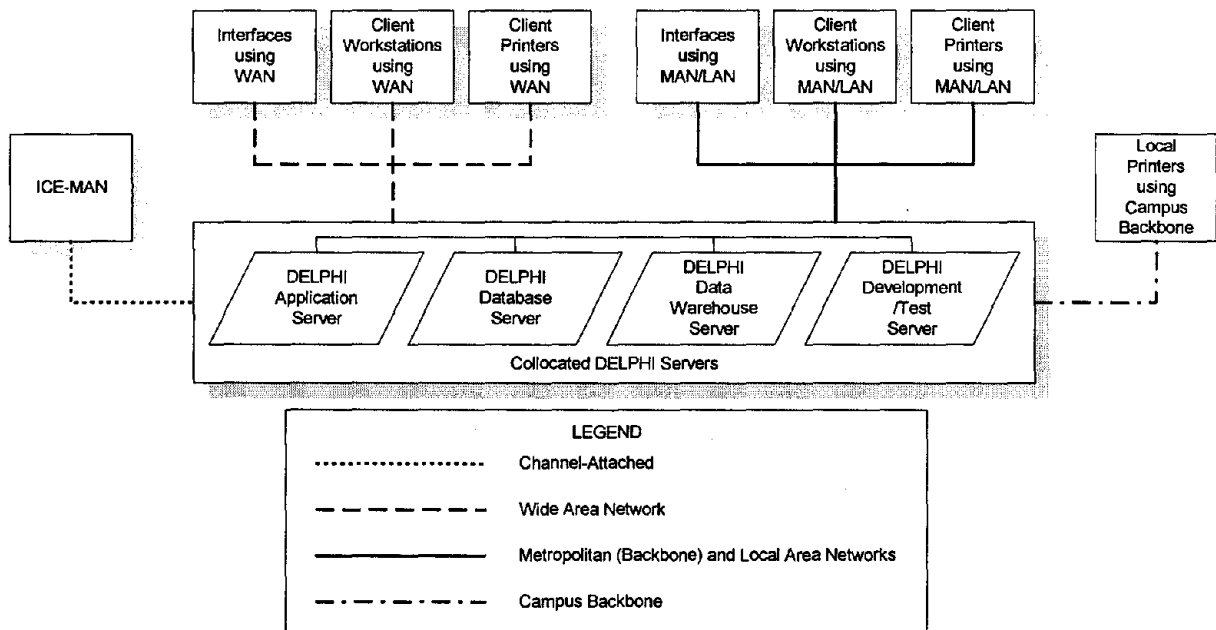 Interfaces
using
WAN
Client
Workstations
using
WAN
Client
Printers
using
WAN
Interfaces
using
MAN/LAN
Client
Workstations
using
MAN/LAN
Client
Printers
using
MAN/LAN
ICE-MAN
Local
Printers
using
Campus
Backbone
DELPHI
Application
Server
DELPHI
Database
Server
DELPHI
Data
Warehouse
Server
DELPHI
Development
/Test
Server
Collocated DELPHI Servers
LEGEND
Channel-Attached
Wide Area Network
Metropolitan (Backbone) and Local Area Networks
Campus Backbone